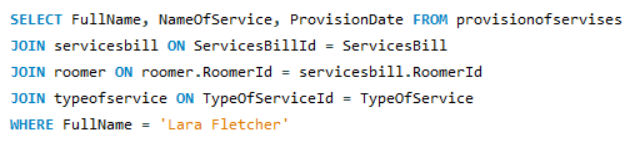 SELECT FullName, NameOfService, ProvisionDate FROM provisionofservises
JOIN servicesbill ON ServicesBillId = ServicesBill
JOIN roomer ON roomer.RoomerId = servicesbill.RoomerId
JOIN typeofservice ON TypeOfServiceId = TypeOfService
WHERE FullName = 'Lara Fletcher'